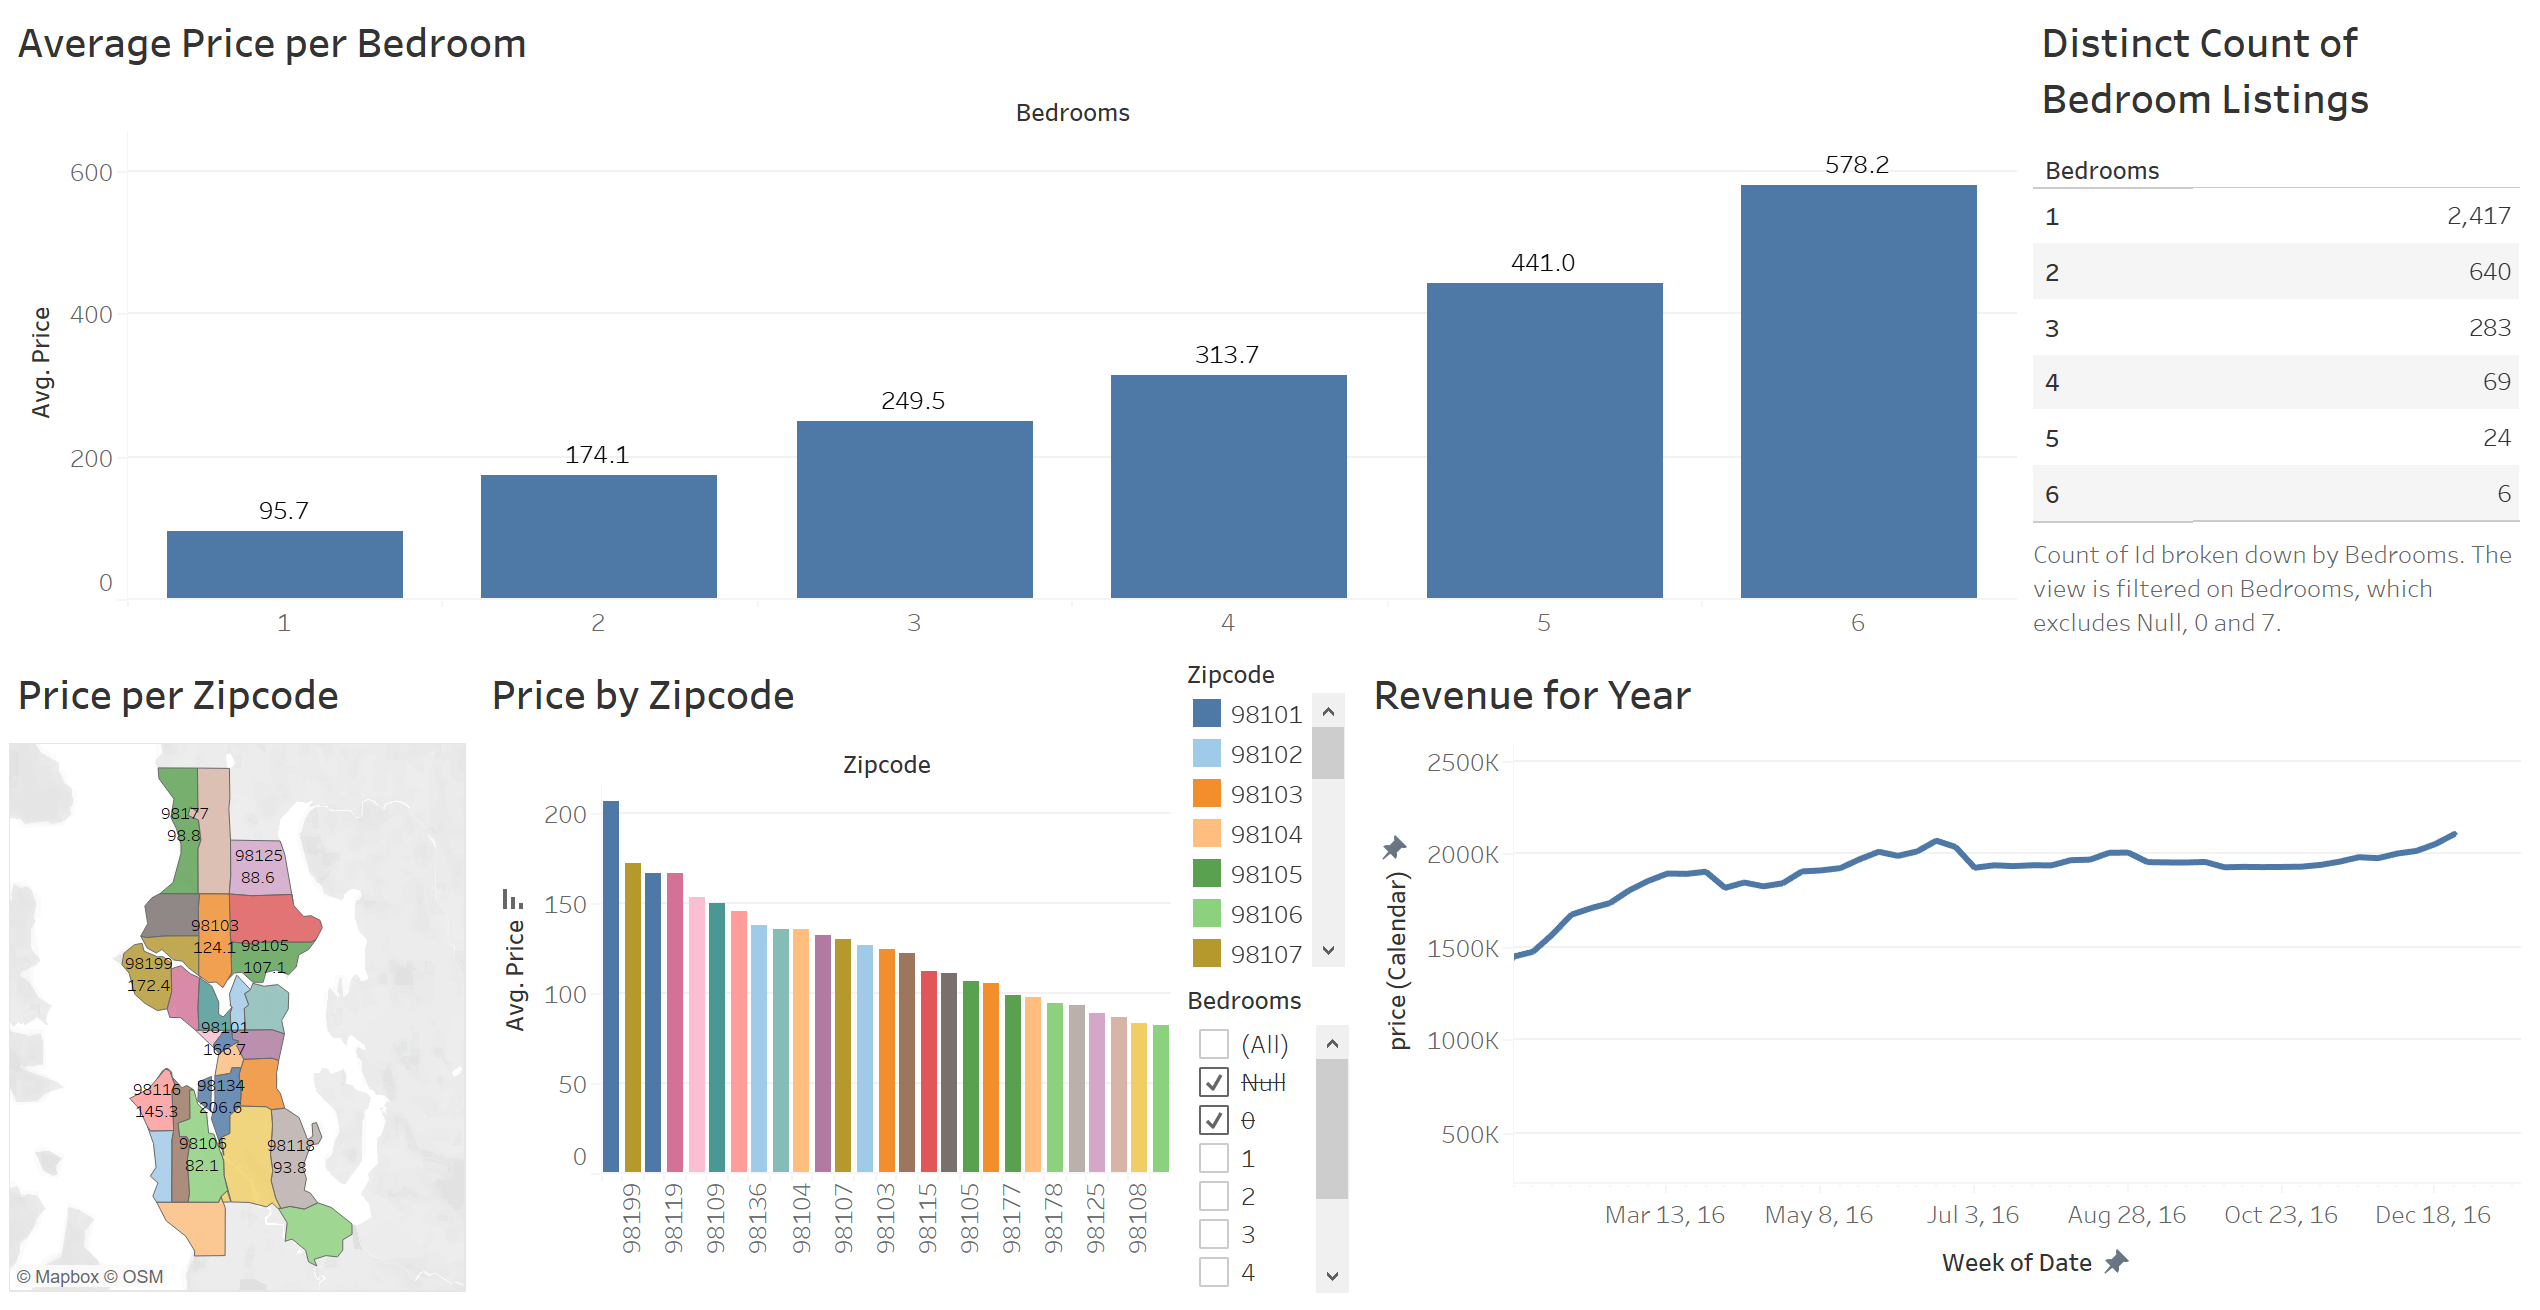 Average Price per Bedroom
Bedrooms
Avg. Price
600
400
200
0
95.7
174.1
249.5
313.7
441.0
578.2
1
2
3
4
5
6
Distinct Count of
Bedroom Listings
Bedrooms
1 2,417
2 640
3 283
4 69
5 24
6 6
Count of Id broken down by Bedrooms. The
view is filtered on Bedrooms, which
excludes Null, 0 and 7.
Price per Zipcode
98177
98.8
98125
88.6
98103
124.1
98105
107.1
98199
172.4
98101
166.7
98116
145.3
98134
206.6
98106
82.1
98118
93.8
© Mapbox © OSM
Price by Zipcode
Zipcode
Avg. Price
200
150
100
50
0
98199
98119
98109
98136
98104
98107
98103
98115
98105
98177
98178
98125
98108
Zipcode
98101
98102
98103
98104
98105
98106
98107
Bedrooms
(All)
Null
0
1
2
3
4
Revenue for Year
price (Calendar)
2500K
2000K
1500K
1000K
500K
Mar 13, 16
May 8, 16
Jul 3, 16
Aug 28, 16
Oct 23, 16
Dec 18, 16
Week of Date